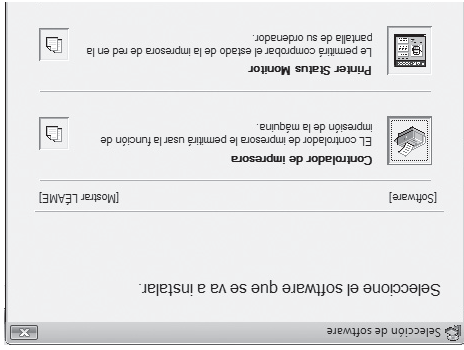 Selección de software
Seleccione el software que se va a instalar.
[Software] [Mostrar LÉAME]
Controlador de impresora
EL controlador de impresora le permitirá usar la función de
impresión de la máquina.
Printer Status Monitor
Le permitirá comprobar el estado de la impresora de red en la
pantalla de su ordenador.